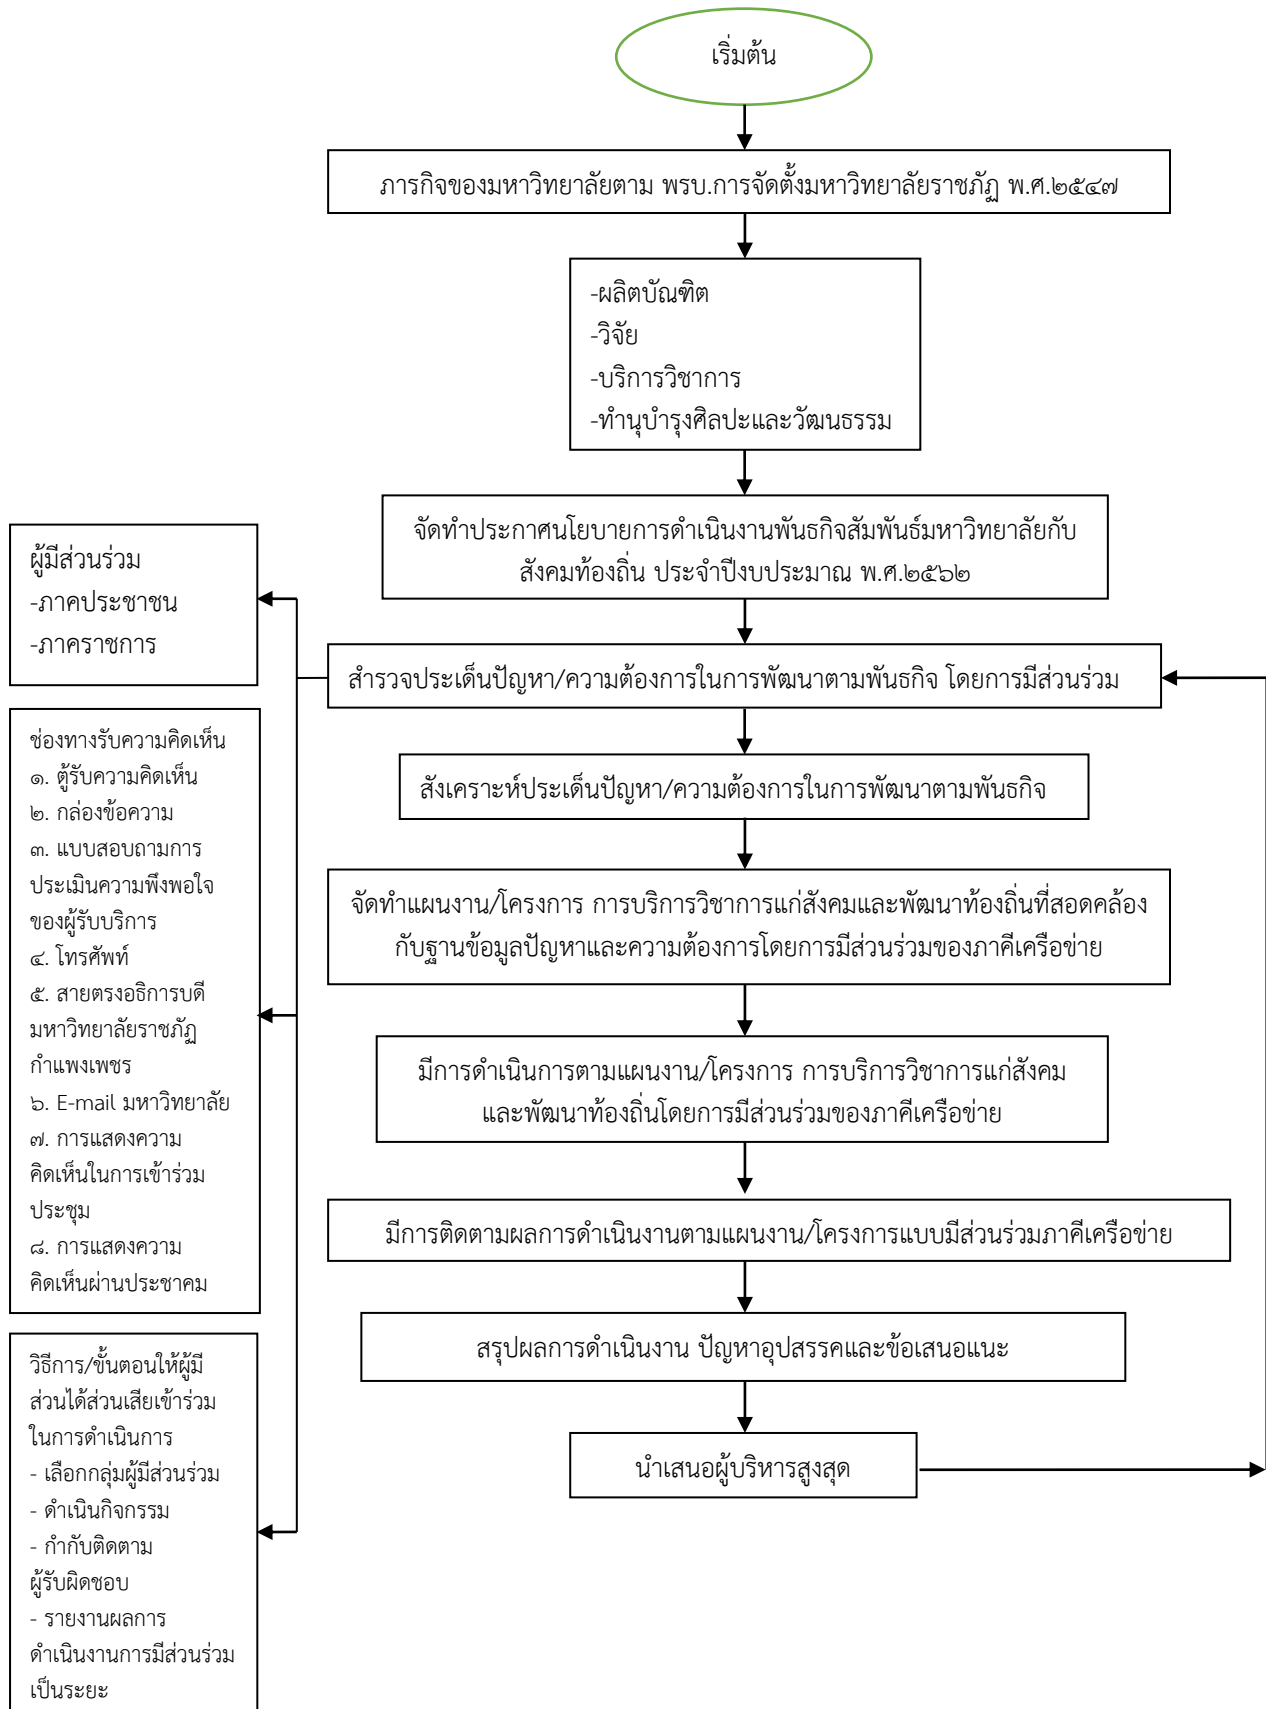 เริ่มต้น
ภารกิจของมหาวิทยาลัยตาม พรบ.การจัดตั้งมหาวิทยาลัยราชภัฏ พ.ศ.๒๕๔๗
-ผลิตบัณฑิต
-วิจัย
-บริการวิชาการ
-ทำนุบำรุงศิลปะและวัฒนธรรม
จัดทำประกาศนโยบายการดำเนินงานพันธกิจสัมพันธ์มหาวิทยาลัยกับ
สังคมท้องถิ่น ประจำปีงบประมาณ พ.ศ.๒๕๖๒
ผู้มีส่วนร่วม
-ภาคประชาชน
-ภาคราชการ
สำรวจประเด็นปัญหา/ความต้องการในการพัฒนาตามพันธกิจ โดยการมีส่วนร่วม
ช่องทางรับความคิดเห็น
๑. ตู้รับความคิดเห็น
๒. กล่องข้อความ
๓. แบบสอบถามการ
ประเมินความพึงพอใจ
ของผู้รับบริการ
๔. โทรศัพท์
๕. สายตรงอธิการบดี
มหาวิทยาลัยราชภัฏ
กำแพงเพชร
๖. E-mail มหาวิทยาลัย
๗. การแสดงความ
คิดเห็นในการเข้าร่วม
ประชุม
๘. การแสดงความ
คิดเห็นผ่านประชาคม
สังเคราะห์ประเด็นปัญหา/ความต้องการในการพัฒนาตามพันธกิจ
จัดทำแผนงาน/โครงการ การบริการวิชาการแก่สังคมและพัฒนาท้องถิ่นที่สอดคล้อง
กับฐานข้อมูลปัญหาและความต้องการโดยการมีส่วนร่วมของภาคีเครือข่าย
มีการดำเนินการตามแผนงาน/โครงการ การบริการวิชาการแก่สังคม
และพัฒนาท้องถิ่นโดยการมีส่วนร่วมของภาคีเครือข่าย
มีการติดตามผลการดำเนินงานตามแผนงาน/โครงการแบบมีส่วนร่วมภาคีเครือข่าย
สรุปผลการดำเนินงาน ปัญหาอุปสรรคและข้อเสนอแนะ
นำเสนอผู้บริหารสูงสุด
วิธีการ/ขั้นตอนให้ผู้มี
ส่วนได้ส่วนเสียเข้าร่วม
ในการดำเนินการ
- เลือกกลุ่มผู้มีส่วนร่วม
- ดำเนินกิจกรรม
- กำกับติดตาม
ผู้รับผิดชอบ
- รายงานผลการ
ดำเนินงานการมีส่วนร่วม
เป็นระยะ